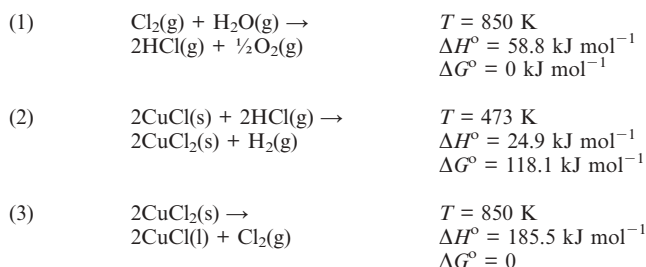 (1) Cl₂(g) + H₂O(g) → T = 850 K
2HCl(g) + ½O₂(g) ΔH° = 58.8 kJ mol⁻¹
ΔG° = 0 kJ mol⁻¹
(2) 2CuCl(s) + 2HCl(g) → T = 473 K
2CuCl₂(s) + H₂(g) ΔH° = 24.9 kJ mol⁻¹
ΔG° = 118.1 kJ mol⁻¹
(3) 2CuCl₂(s) → T = 850 K
2CuCl(l) + Cl₂(g) ΔH° = 185.5 kJ mol⁻¹
ΔG° = 0